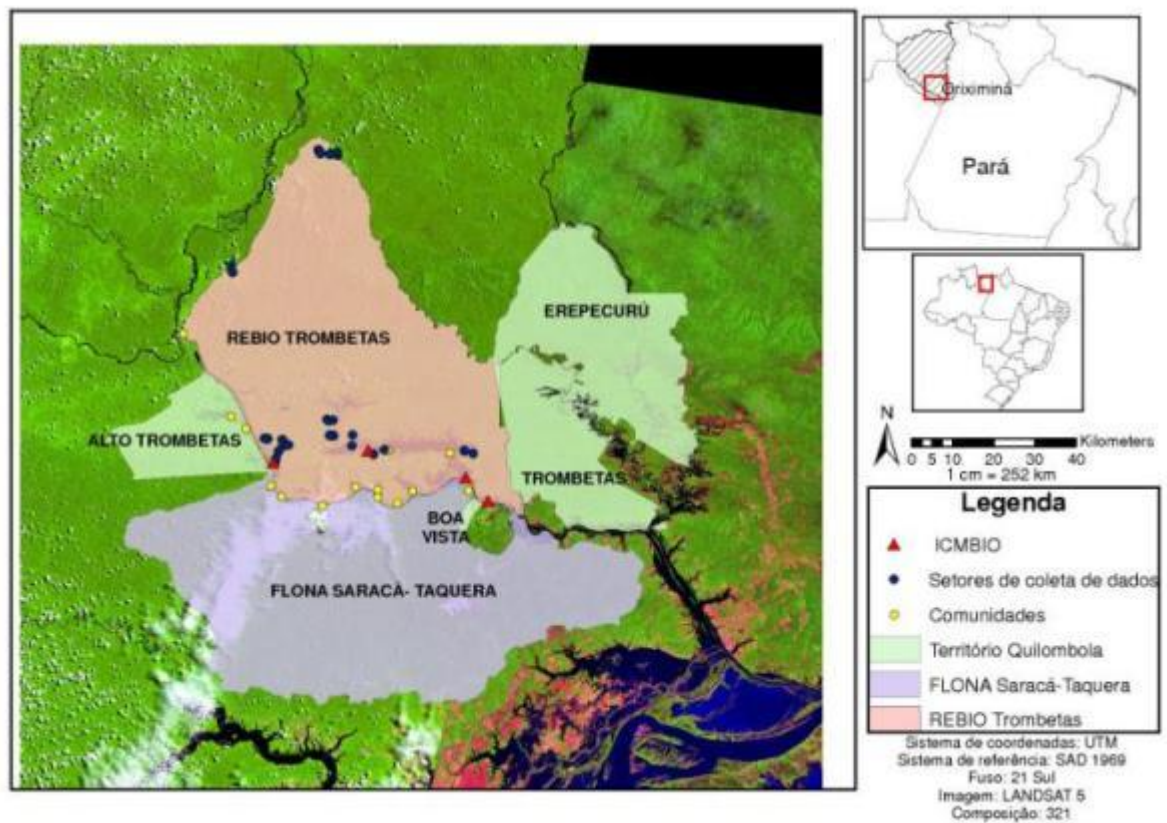 REBIO TROMBETAS
EREPECURÚ
ALTO TROMBETAS
TROMBETAS
BOA
VISTA
FLONA SARACÁ- TAQUERA
Oriximiná
Pará
N
Kilometers
0 5 10 20 30 40
1 cm = 252 km
Legenda
ICMBIO
Setores de coleta de dados
Comunidades
Território Quilombola
FLONA Saracá-Taquera
REBIO Trombetas
Sistema de coordenadas: UTM
Sistema de referência: SAD 1969
Fuso: 21 Sul
Imagem: LANDSAT 5
Composição: 321